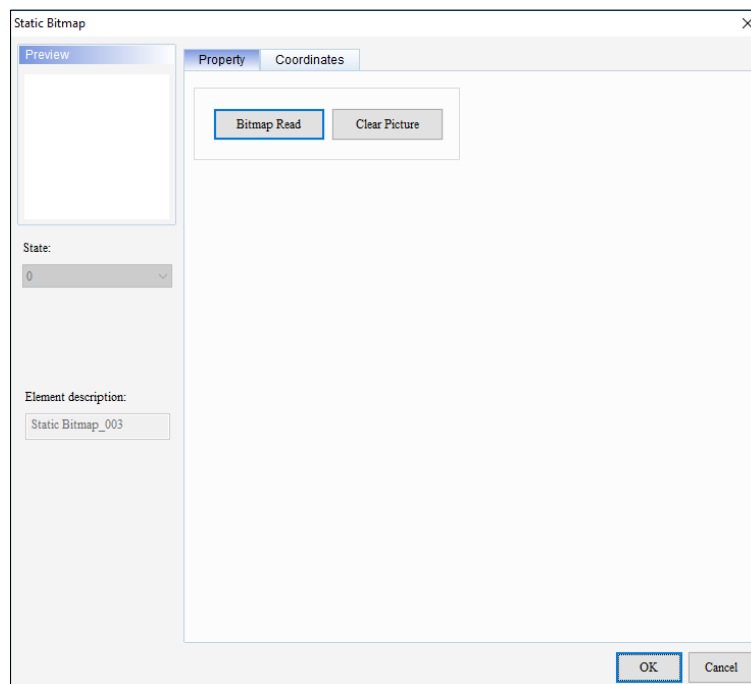 Static Bitmap
Preview
Property
Coordinates
Bitmap Read
Clear Picture
State:
0
Element description:
Static Bitmap_003
OK
Cancel